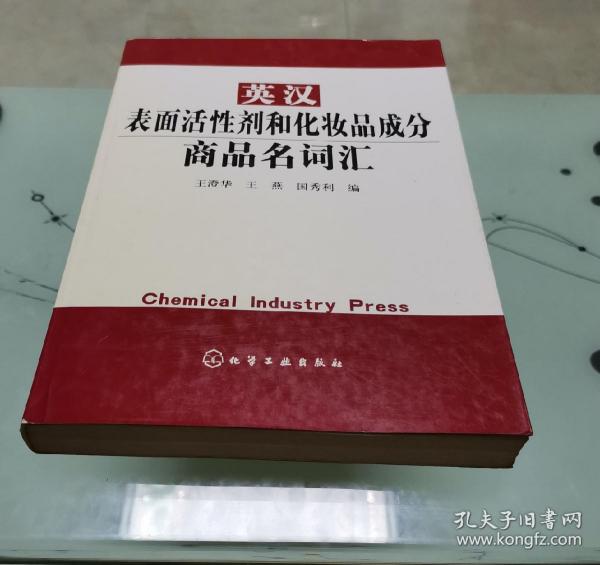 英汉
表面活性剂和化妆品成分
商品名词汇
王澄华 王 燕 国秀利 编
Chemical Industry Press
化学工业出版社
孔夫子旧书网
www.kongfz.com